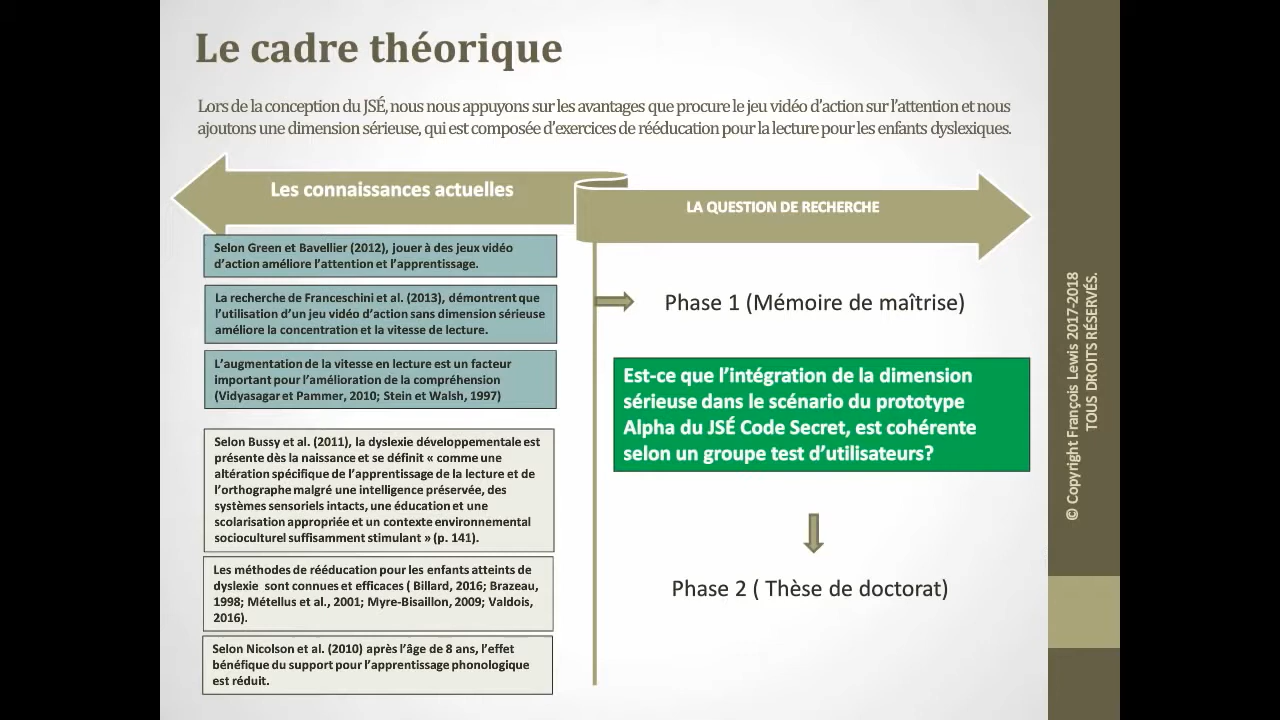 Le cadre théorique
Lors de la conception du JSÉ, nous nous appuyons sur les avantages que procure le jeu vidéo d'action sur l'attention et nous
ajoutons une dimension sérieuse, qui est composée d'exercices de rééducation pour la lecture pour les enfants dyslexiques.
Les connaissances actuelles
Selon Green et Bavellier (2012), jouer à des jeux vidéo
d'action améliore l'attention et l'apprentissage.
La recherche de Franceschini et al. (2013), démontrent que
l'utilisation d'un jeu vidéo d'action sans dimension sérieuse
améliore la concentration et la vitesse de lecture.
L'augmentation de la vitesse en lecture est un facteur
important pour l'amélioration de la compréhension
(Vidyasagar et Pammer, 2010; Stein et Walsh, 1997)
Selon Bussy et al. (2011), la dyslexie développementale est
présente dès la naissance et se définit « comme une
altération spécifique de l'apprentissage de la lecture et de
l'orthographe malgré une intelligence préservée, des
systèmes sensoriels intacts, une éducation et une
scolarisation appropriée et un contexte environnemental
socioculturel suffisamment stimulant » (p. 141).
Les méthodes de rééducation pour les enfants atteints de
dyslexie sont connues et efficaces ( Billard, 2016; Brazeau,
1998; Métellus et al., 2001; Myre-Bisaillon, 2009; Valdois,
2016).
Selon Nicolson et al. (2010) après l'âge de 8 ans, l'effet
bénéfique du support pour l'apprentissage phonologique
est réduit.
LA QUESTION DE RECHERCHE
Phase 1 (Mémoire de maîtrise)
Est-ce que l'intégration de la dimension
sérieuse dans le scénario du prototype
Alpha du JSÉ Code Secret, est cohérente
selon un groupe test d'utilisateurs?
Phase 2 ( Thèse de doctorat)
© Copyright François Lewis 2017-2018
TOUS DROITS RÉSERVÉS.